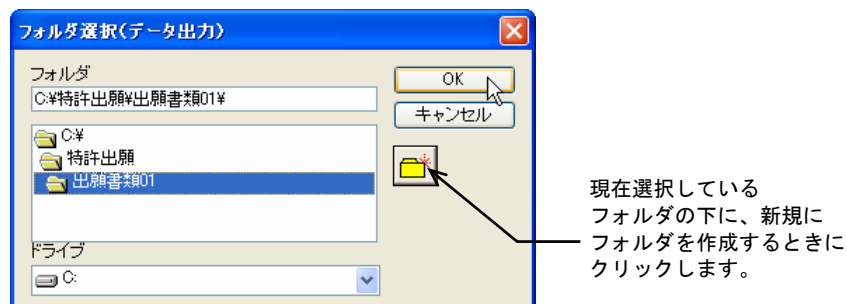 フォルダ選択(データ出力)
フォルダ
C:¥特許出願¥出願書類01¥
OK
キャンセル
C:¥
特許出願
出願書類01
現在選択している
フォルダの下に、新規に
フォルダを作成するときに
クリックします。
ドライブ
C: